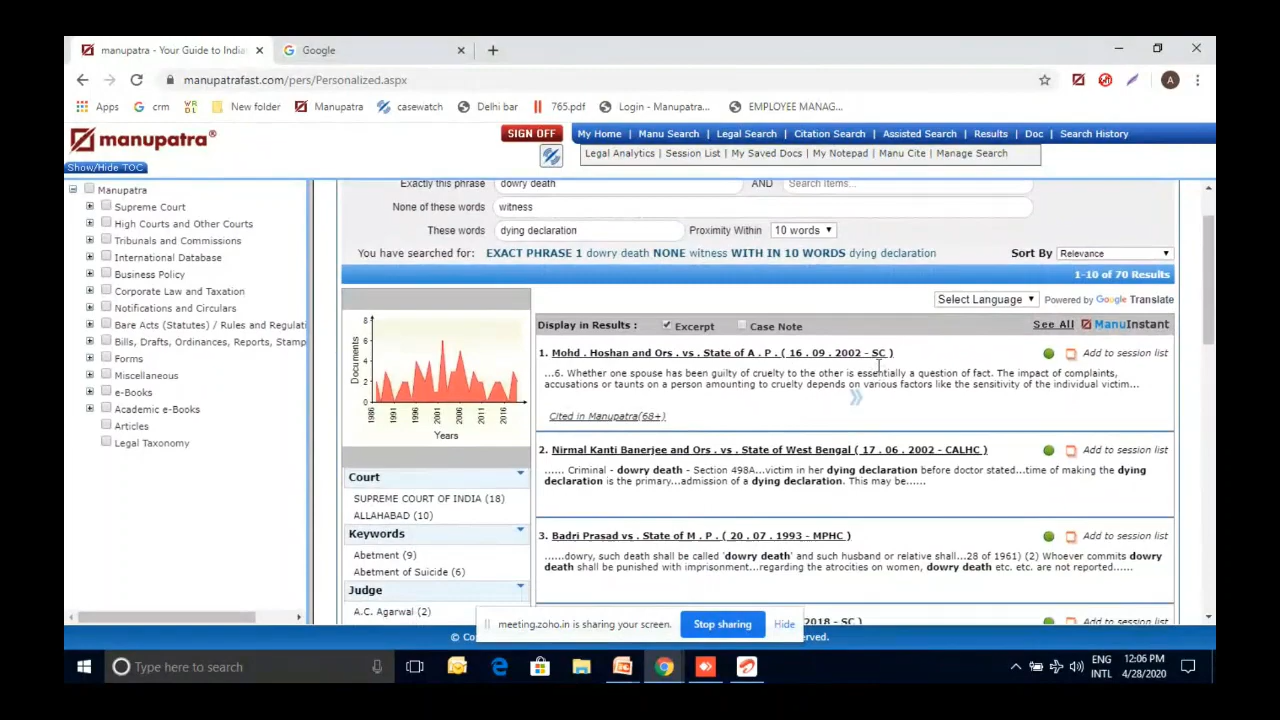 manupatra - Your Guide to India
Google
manupatrafast.com/pers/Personalized.aspx
A
Apps
crm
New folder
Manupatra
casewatch
Delhi bar
765.pdf
Login - Manupatra...
EMPLOYEE MANAG...
manupatra®
SIGN OFF
My Home | Manu Search | Legal Search | Citation Search | Assisted Search | Results | Doc | Search History
Legal Analytics | Session List | My Saved Docs | My Notepad | Manu Cite | Manage Search
Show/Hide TOC
Manupatra
Supreme Court
High Courts and Other Courts
Tribunals and Commissions
International Database
Business Policy
Corporate Law and Taxation
Notifications and Circulars
Bare Acts (Statutes) / Rules and Regulati
Bills, Drafts, Ordinances, Reports, Stamp
Forms
Miscellaneous
e-Books
Academic e-Books
Articles
Legal Taxonomy
Exactly this phrase dowry death AND Search Items...
None of these words witness
These words dying declaration Proximity Within 10 words
You have searched for: EXACT PHRASE 1 dowry death NONE witness WITH IN 10 WORDS dying declaration Sort By Relevance
1-10 of 70 Results
Select Language Powered by Google Translate
Display in Results : Excerpt Case Note See All ManuInstant
8
6
4
2
0
Documents
1986 1991 1996 2001 2006 2011 2016
Years
Court
SUPREME COURT OF INDIA (18)
ALLAHABAD (10)
Keywords
Abetment (9)
Abetment of Suicide (6)
Judge
A.C. Agarwal (2)
1. Mohd . Hoshan and Ors . vs . State of A . P . ( 16 . 09 . 2002 - SC ) Add to session list
...6. Whether one spouse has been guilty of cruelty to the other is essentially a question of fact. The impact of complaints,
accusations or taunts on a person amounting to cruelty depends on various factors like the sensitivity of the individual victim...
Cited in Manupatra(68+)
2. Nirmal Kanti Banerjee and Ors . vs . State of West Bengal ( 17 . 06 . 2002 - CALHC ) Add to session list
...... Criminal - dowry death - Section 498A...victim in her dying declaration before doctor stated...time of making the dying
declaration is the primary...admission of a dying declaration. This may be......
3. Badri Prasad vs . State of M . P . ( 20 . 07 . 1993 - MPHC ) Add to session list
......dowry, such death shall be called 'dowry death' and such husband or relative shall...28 of 1961) (2) Whoever commits dowry
death shall be punished with imprisonment...regarding the atrocities on women, dowry death etc. etc. are not reported......
2018 - SC ) Add to session list
meeting.zoho.in is sharing your screen. Stop sharing Hide
© Co
rved.
Type here to search
ENG
INTL
12:06 PM
4/28/2020